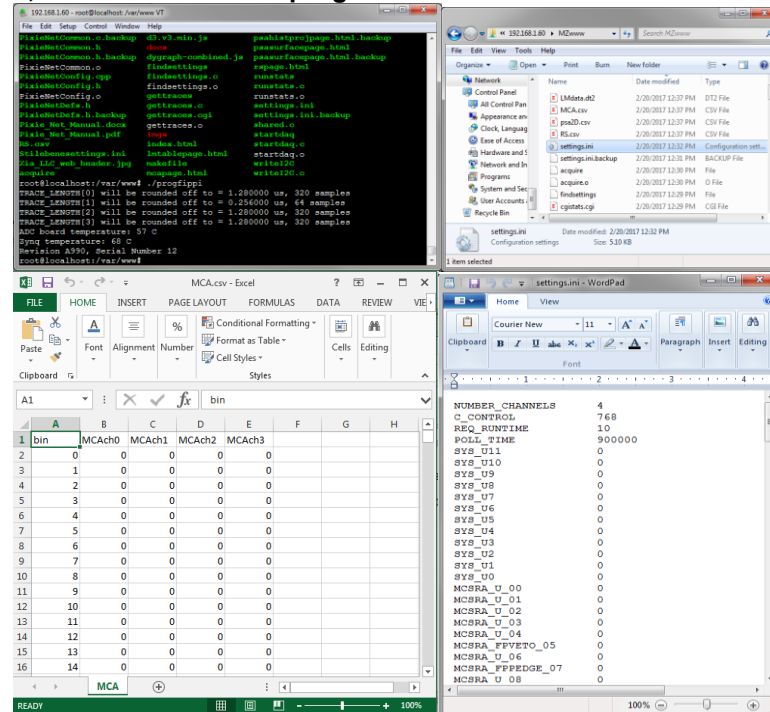 192.168.1.60 - root@localhost: /var/www VT
File Edit Setup Control Window Help
PixieNetCommon.c.backup d3.v3.min.js psahistprojpage.html.backup
PixieNetCommon.h docs psasurfacepage.html
PixieNetCommon.h.backup dygraph-combined.js psasurfacepage.html.backup
PixieNetCommon.o findsettings rspage.html
PixieNetConfig.cpp findsettings.c runstats
PixieNetConfig.h findsettings.o runstats.c
PixieNetConfig.o gettraces runstats.o
PixieNetDefs.h gettraces.c settings.ini
PixieNetDefs.h.backup gettraces.cgi settings.ini.backup
Pixie_Net_Manual.docx gettraces.o shared.c
Pixie_Net_Manual.pdf imgs startdaq
RS.csv index.html startdaq.c
Stilbenesettings.ini lmtablepage.html startdaq.o
Xia_LLC_web_header.jpg makefile writeI2C
acquire mcapage.html writeI2C.c
root@localhost:/var/www# ./progfippi
TRACE_LENGTH[0] will be rounded off to = 1.280000 us, 320 samples
TRACE_LENGTH[1] will be rounded off to = 0.256000 us, 64 samples
TRACE_LENGTH[2] will be rounded off to = 1.280000 us, 320 samples
TRACE_LENGTH[3] will be rounded off to = 1.280000 us, 320 samples
ADC board temperature: 57 C
Zynq temperature: 68 C
Revision A990, Serial Number 12
root@localhost:/var/www#
« 192.168.1.60 ▸ MZwww Search MZwww
File Edit View Tools Help
Organize Open Print Burn New folder
Network Name Date modified Type
Control Panel
All Control Pan LMdata.dt2 2/20/2017 12:37 PM DT2 File
Appearance an MCA.csv 2/20/2017 12:37 PM CSV File
Clock, Languag psa2D.csv 2/20/2017 12:37 PM CSV File
Ease of Access RS.csv 2/20/2017 12:37 PM CSV File
Hardware and S settings.ini 2/20/2017 12:32 PM Configuration sett...
Network and In settings.ini.backup 2/20/2017 12:31 PM BACKUP File
Programs acquire 2/20/2017 12:30 PM File
System and Sec acquire.o 2/20/2017 12:30 PM O File
User Accounts findsettings 2/20/2017 12:29 PM File
Recycle Bin cgistats.cgi 2/20/2017 12:29 PM CGI File
settings.ini Date modified: 2/20/2017 12:32 PM
Configuration settings Size: 5.10 KB
1 item selected
MCA.csv - Excel
FILE HOME INSERT PAGE LAYOUT FORMULAS DATA REVIEW VIE
Paste Font Alignment Number Conditional Formatting Format as Table Cell Styles Cells Editing
Clipboard Styles
A1 fx bin
A B C D E F G H
1 bin MCAch0 MCAch1 MCAch2 MCAch3
2 0 0 0 0 0
3 1 0 0 0 0
4 2 0 0 0 0
5 3 0 0 0 0
6 4 0 0 0 0
7 5 0 0 0 0
8 6 0 0 0 0
9 7 0 0 0 0
10 8 0 0 0 0
11 9 0 0 0 0
12 10 0 0 0 0
13 11 0 0 0 0
14 12 0 0 0 0
15 13 0 0 0 0
16 14 0 0 0 0
MCA
READY 100%
settings.ini - WordPad
Home View
Clipboard Courier New 11 A A Paragraph Insert Editing
B I U abc X₂ X² A
Font
1 2 3 4
NUMBER_CHANNELS 4
C_CONTROL 768
REQ_RUNTIME 10
POLL_TIME 900000
SYS_U11 0
SYS_U10 0
SYS_U9 0
SYS_U8 0
SYS_U7 0
SYS_U6 0
SYS_U5 0
SYS_U4 0
SYS_U3 0
SYS_U2 0
SYS_U1 0
SYS_U0 0
MCSRA_U_00 0
MCSRA_U_01 0
MCSRA_U_02 0
MCSRA_U_03 0
MCSRA_U_04 0
MCSRA_FPVETO_05 0
MCSRA_U_06 0
MCSRA_FPPEDGE_07 0
MCSRA_U_08 0
100%